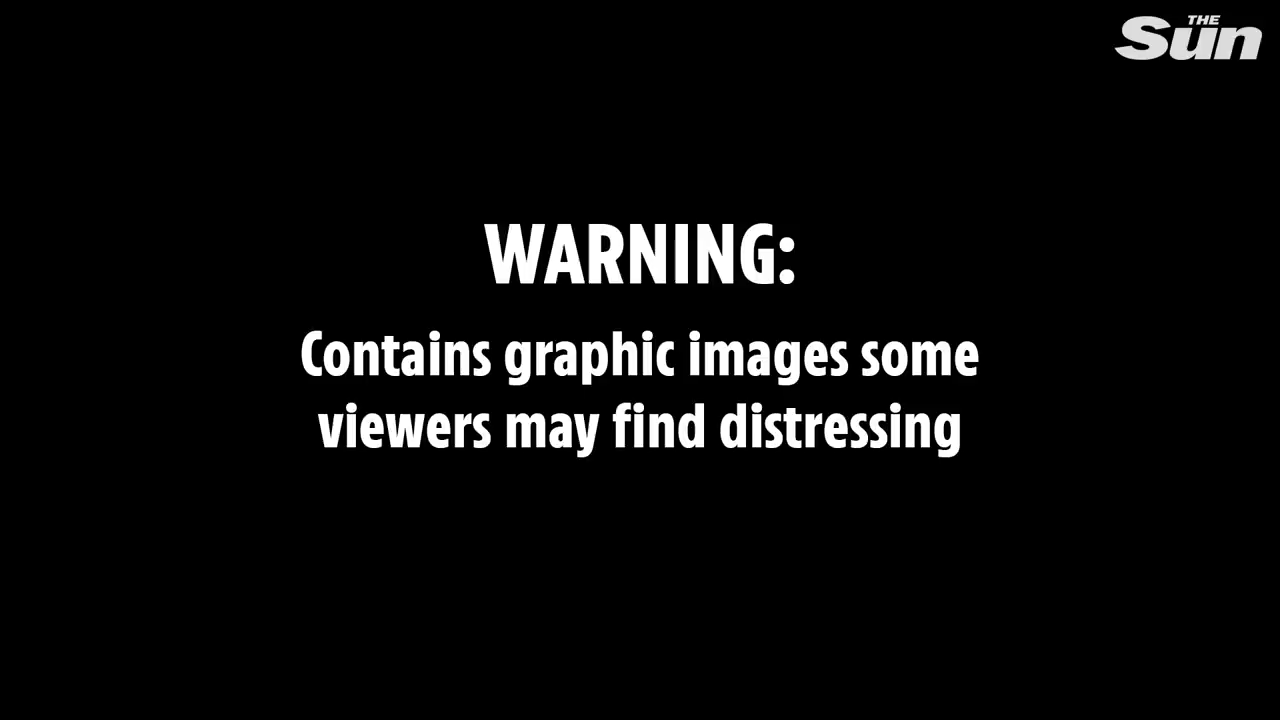 THE
Sun
WARNING:
Contains graphic images some
viewers may find distressing